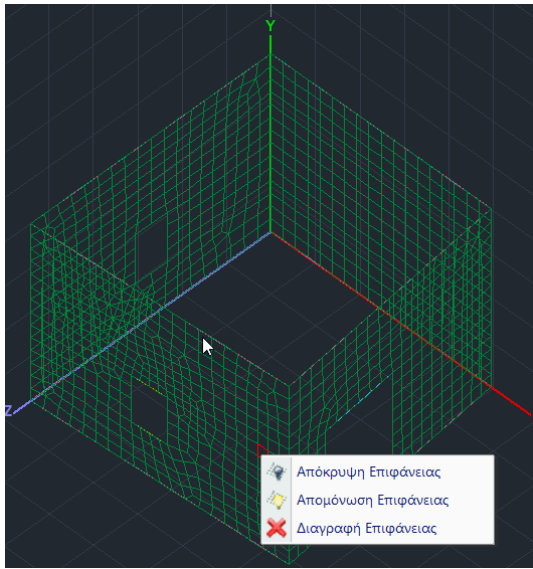 Y
Z
Απόκρυψη Επιφάνειας
Απομόνωση Επιφάνειας
Διαγραφή Επιφάνειας